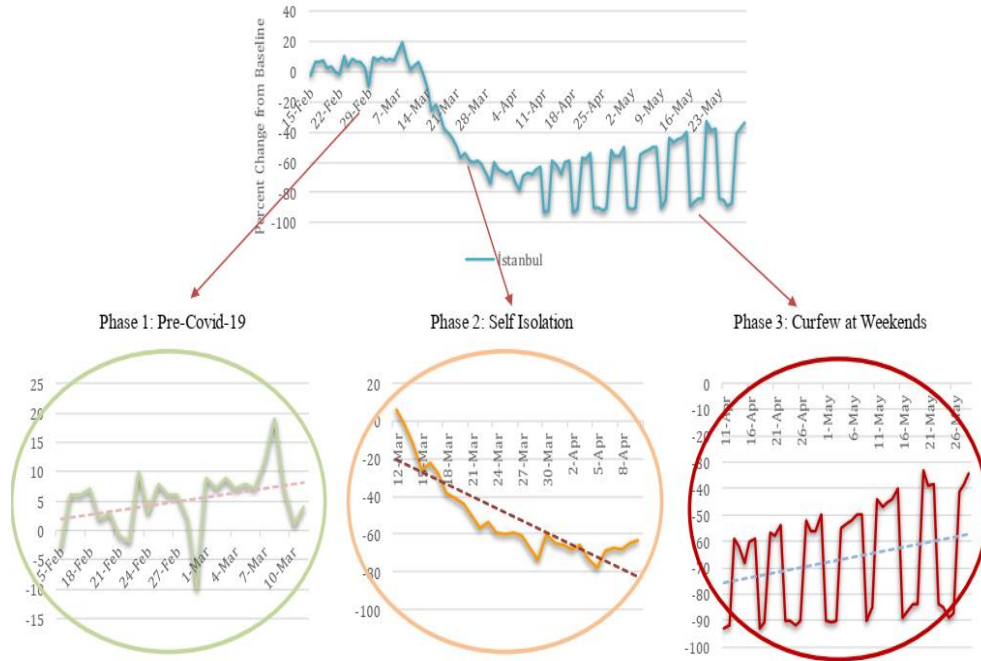 40
20
0
-20
-40
-60
-80
-100
Percent Change from Baseline
15-Feb
22-Feb
29-Feb
7-Mar
14-Mar
21-Mar
28-Mar
4-Apr
11-Apr
18-Apr
25-Apr
2-May
9-May
16-May
23-May
İstanbul
Phase 1: Pre-Covid-19
Phase 2: Self Isolation
Phase 3: Curfew at Weekends
25
20
15
10
5
0
-5
-10
-15
15-Feb
18-Feb
21-Feb
24-Feb
27-Feb
1-Mar
4-Mar
7-Mar
10-Mar
20
0
-20
-40
-60
-80
-100
12-Mar
15-Mar
18-Mar
21-Mar
24-Mar
27-Mar
30-Mar
2-Apr
5-Apr
8-Apr
0
-10
-20
-30
-40
-50
-60
-70
-80
-90
-100
11-Apr
16-Apr
21-Apr
26-Apr
1-May
6-May
11-May
16-May
21-May
26-May